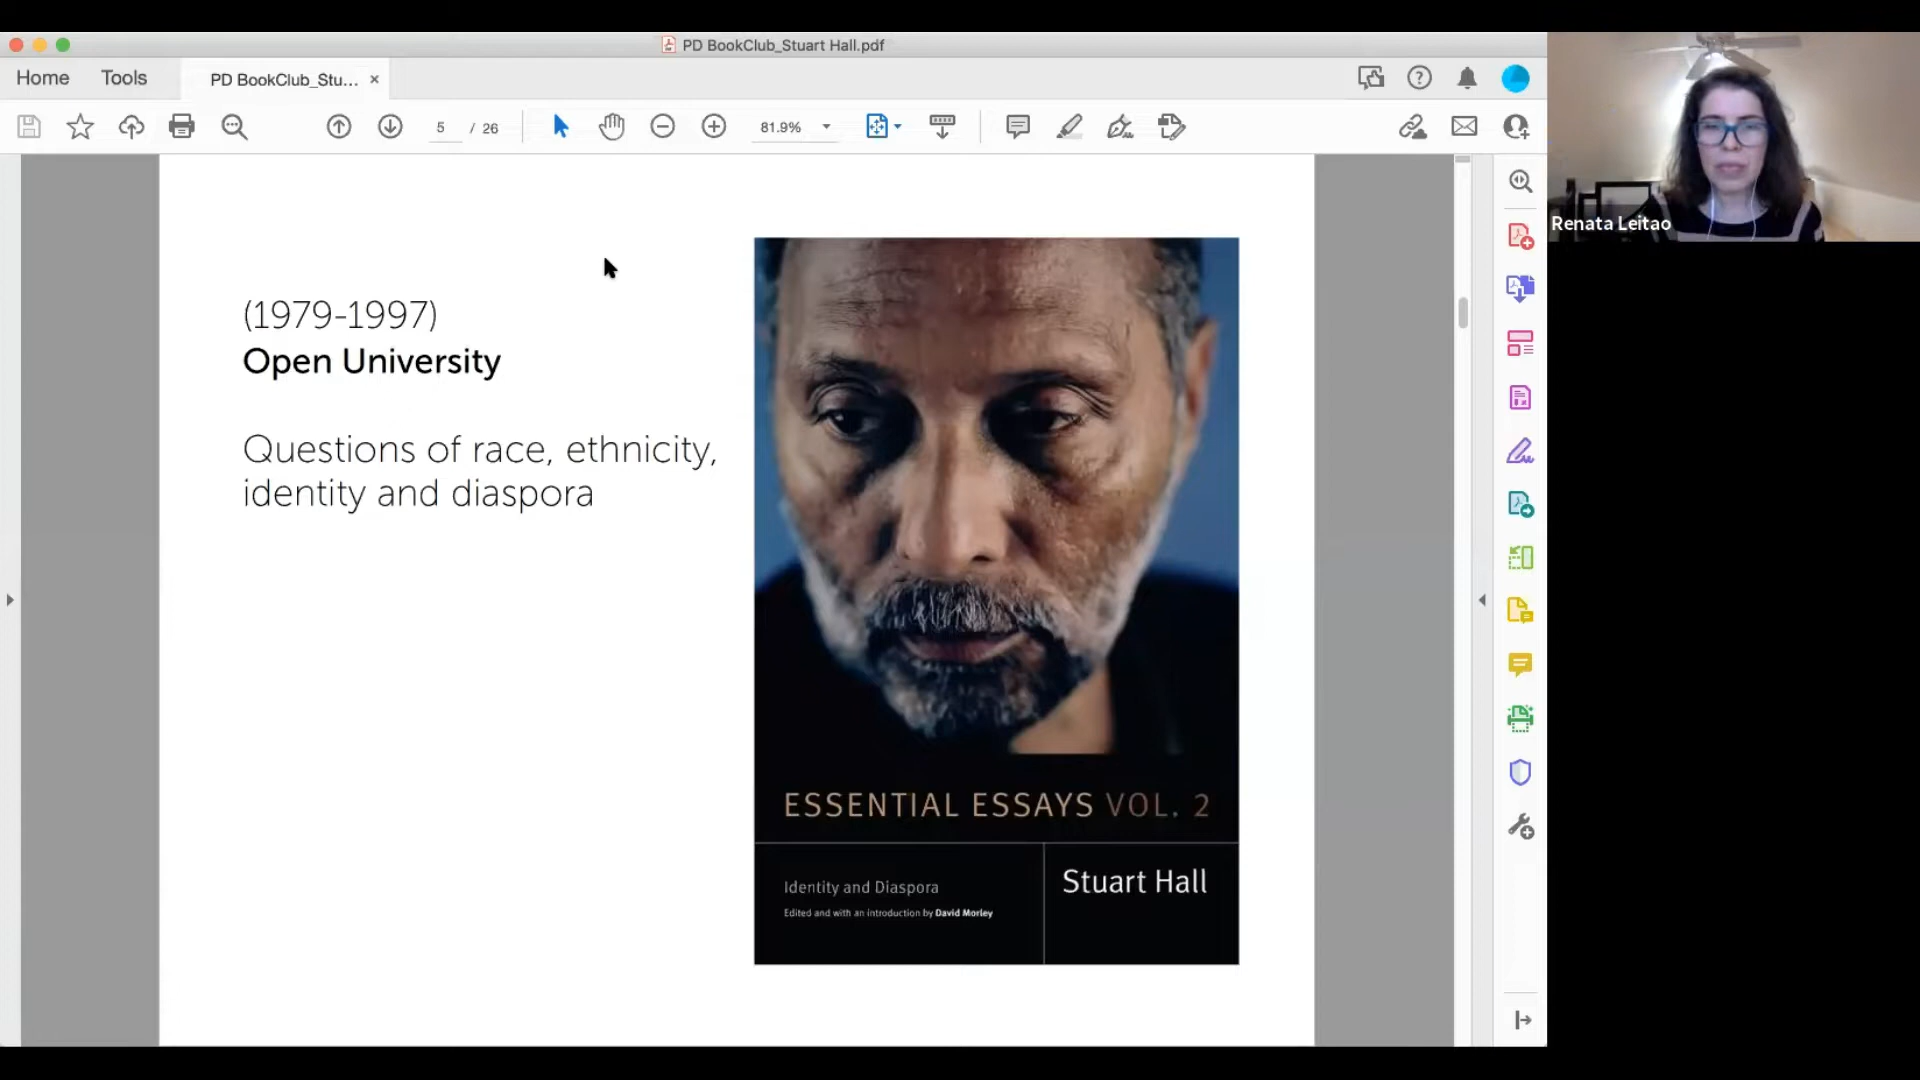 PD BookClub_Stuart Hall.pdf
Home
Tools
PD BookClub_Stu... ×
5 / 26
81.9%
Renata Leitao
(1979-1997)
Open University
Questions of race, ethnicity,
identity and diaspora
ESSENTIAL ESSAYS VOL. 2
Identity and Diaspora
Edited and with an introduction by David Morley
Stuart Hall